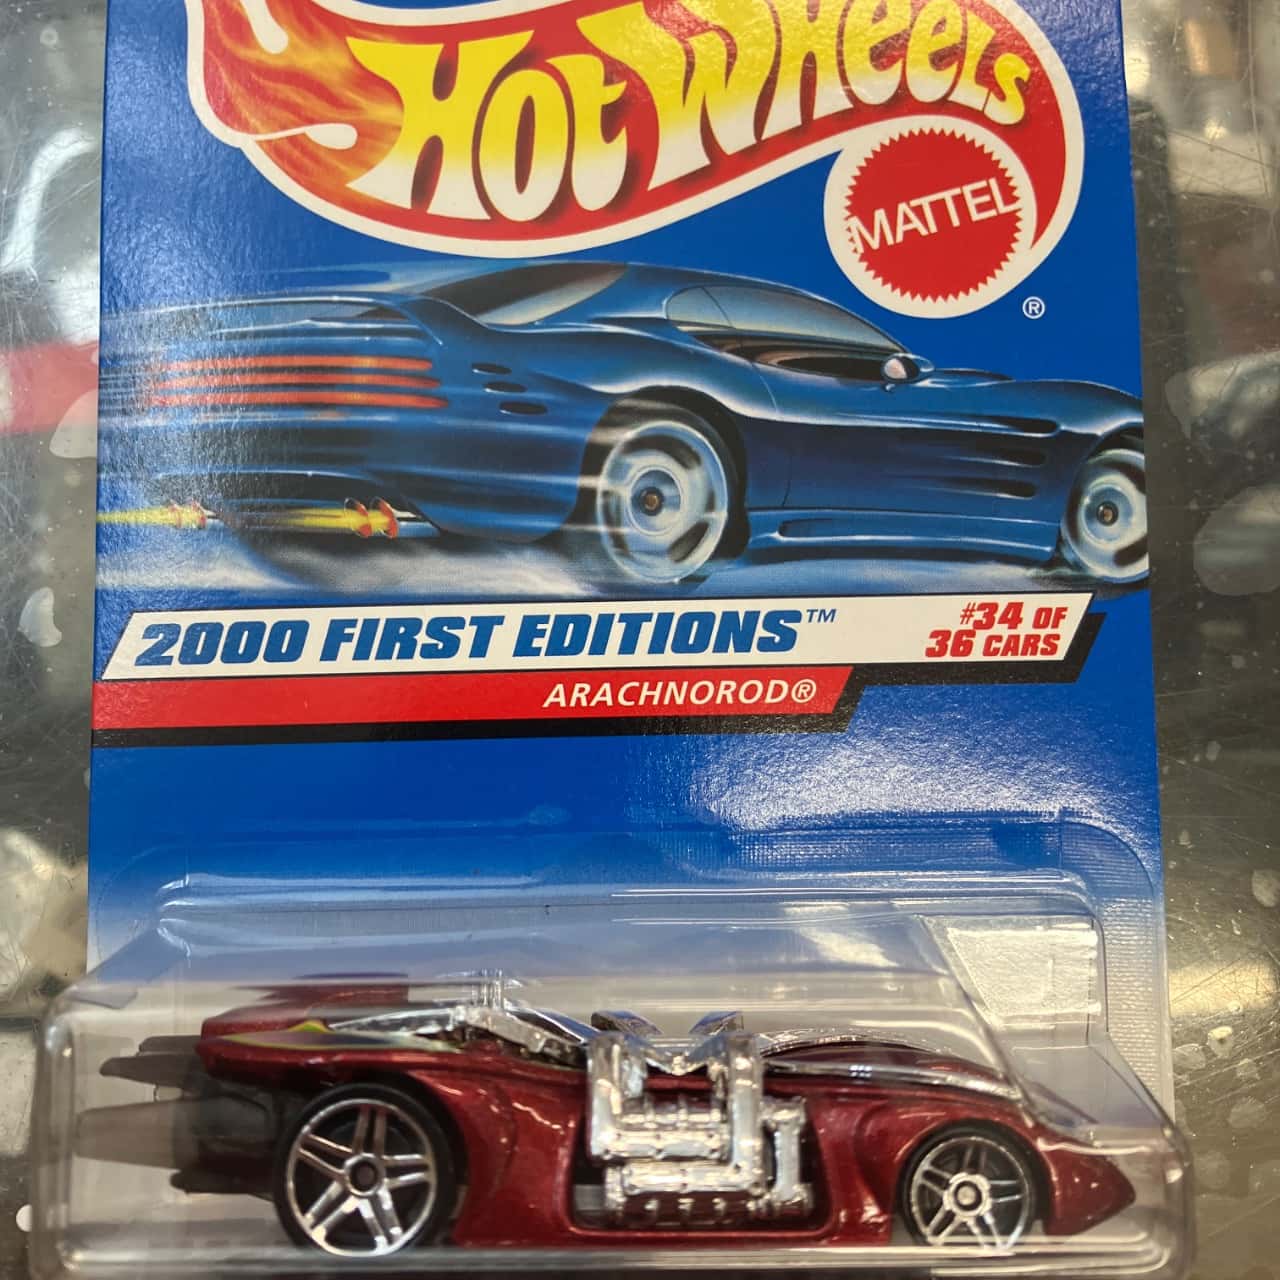 Hot Wheels
MATTEL
®
2000 FIRST EDITIONS™
#34 OF
36 CARS
ARACHNOROD®